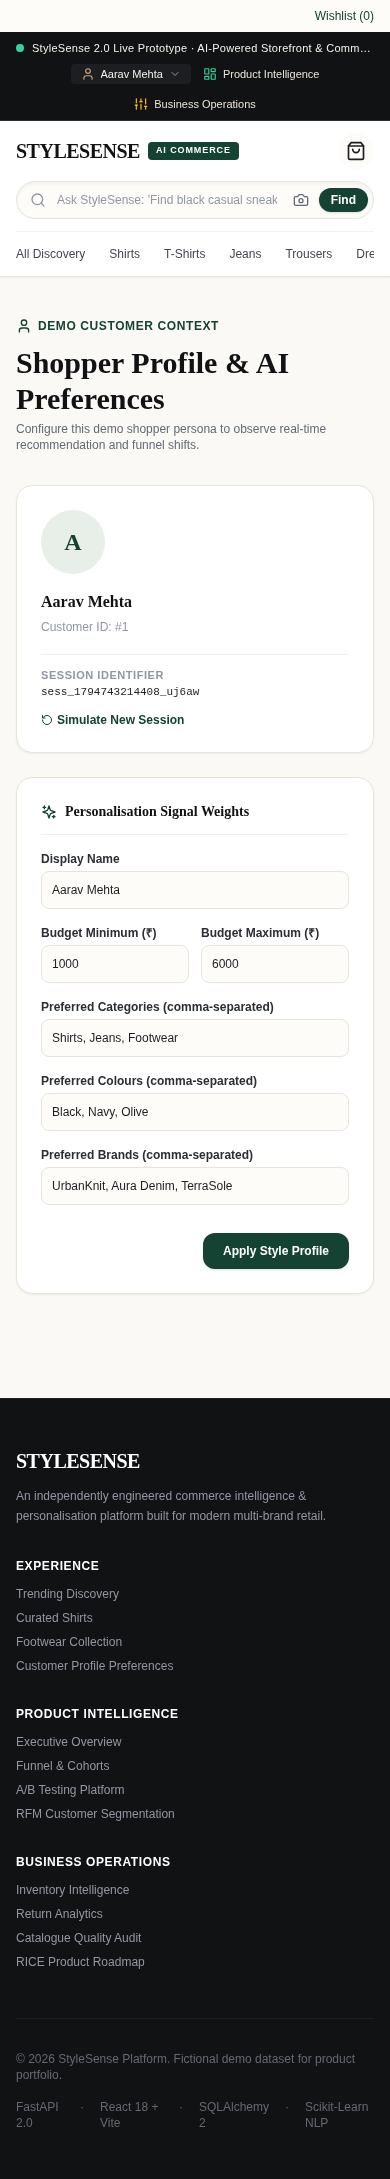 Wishlist (0)
StyleSense 2.0 Live Prototype · AI-Powered Storefront & Comm...
Aarav Mehta
Product Intelligence
Business Operations
STYLESENSE
AI COMMERCE
Ask StyleSense: 'Find black casual sneak
Find
All Discovery Shirts T-Shirts Jeans Trousers Dre
DEMO CUSTOMER CONTEXT
Shopper Profile & AI
Preferences
Configure this demo shopper persona to observe real-time
recommendation and funnel shifts.
A
Aarav Mehta
Customer ID: #1
SESSION IDENTIFIER
sess_1794743214408_uj6aw
Simulate New Session
Personalisation Signal Weights
Display Name
Aarav Mehta
Budget Minimum (₹) Budget Maximum (₹)
1000 6000
Preferred Categories (comma-separated)
Shirts, Jeans, Footwear
Preferred Colours (comma-separated)
Black, Navy, Olive
Preferred Brands (comma-separated)
UrbanKnit, Aura Denim, TerraSole
Apply Style Profile
STYLESENSE
An independently engineered commerce intelligence &
personalisation platform built for modern multi-brand retail.
EXPERIENCE
Trending Discovery
Curated Shirts
Footwear Collection
Customer Profile Preferences
PRODUCT INTELLIGENCE
Executive Overview
Funnel & Cohorts
A/B Testing Platform
RFM Customer Segmentation
BUSINESS OPERATIONS
Inventory Intelligence
Return Analytics
Catalogue Quality Audit
RICE Product Roadmap
© 2026 StyleSense Platform. Fictional demo dataset for product
portfolio.
FastAPI 2.0 · React 18 + Vite · SQLAlchemy 2 · Scikit-Learn NLP